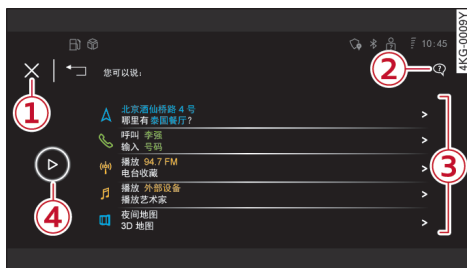 10:45
4KG-0009Y
您可以说：
2
1
北京酒仙桥路 4 号
哪里有 泰国餐厅？
呼叫 李强
输入 号码
播放 94.7 FM
电台收藏
播放 外部设备
播放艺术家
夜间地图
3D 地图
3
4